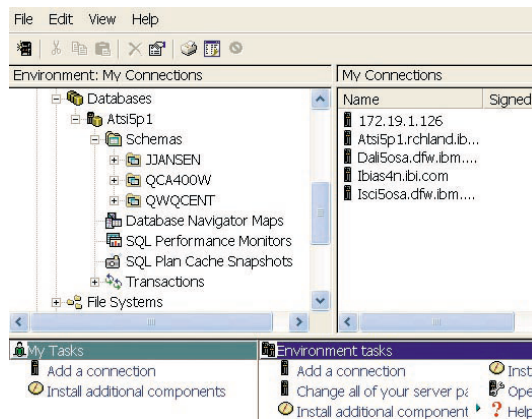 File Edit View Help
Environment: My Connections
My Connections
Databases
Atsi5p1
Schemas
JJANSEN
QCA400W
QWQCENT
Database Navigator Maps
SQL Performance Monitors
SQL Plan Cache Snapshots
Transactions
File Systems
Name Signed
172.19.1.126
Atsi5p1.rchland.ib...
Dali5osa.dfw.ibm....
Ibias4n.ibi.com
Isci5osa.dfw.ibm....
My Tasks
Add a connection
Install additional components
Environment tasks
Add a connection
Change all of your server pa
Install additional component
Inst
Ope
Help